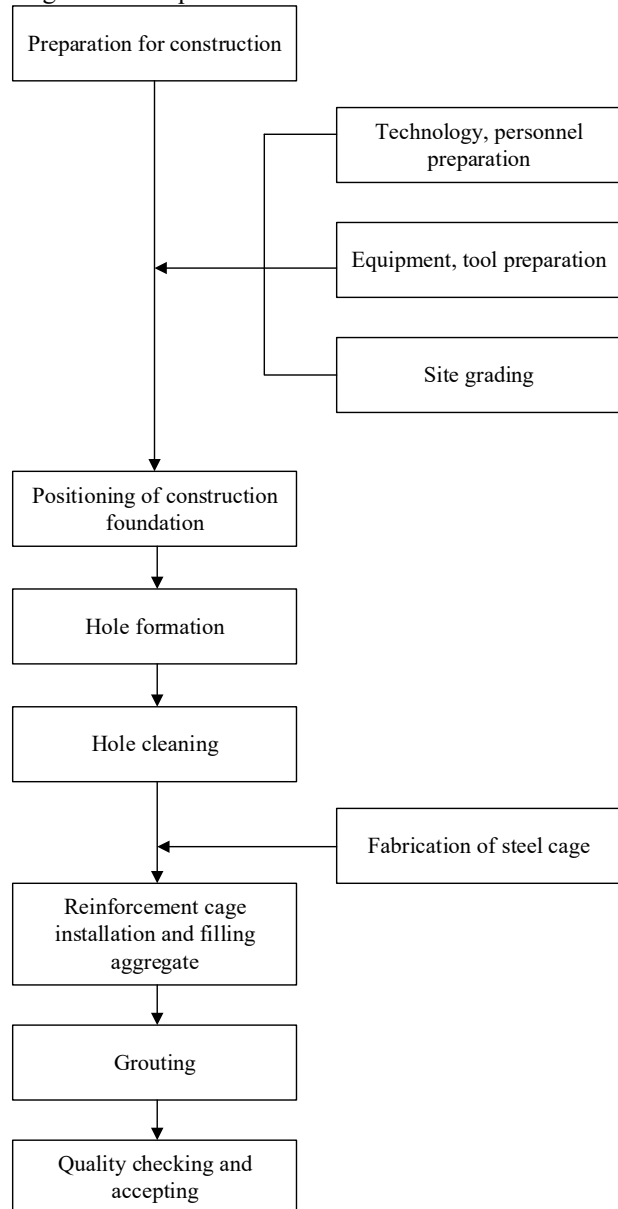 Preparation for construction
Technology, personnel
preparation
Equipment, tool preparation
Site grading
Positioning of construction
foundation
Hole formation
Hole cleaning
Fabrication of steel cage
Reinforcement cage
installation and filling
aggregate
Grouting
Quality checking and
accepting